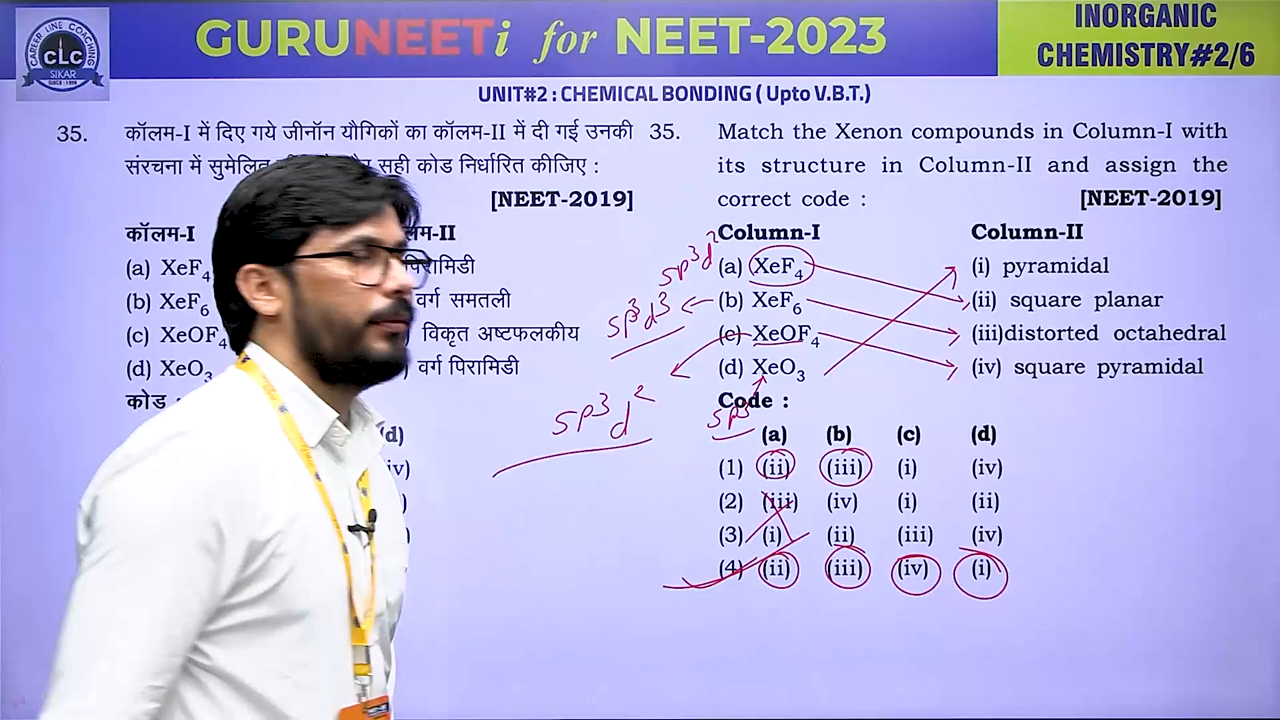 CAREER LINE COACHING
CLC
SIKAR
SINCE : 1996
GURUNEETi for NEET-2023
INORGANIC
CHEMISTRY#2/6
UNIT#2 : CHEMICAL BONDING ( Upto V.B.T.)
35. कॉलम-I में दिए गये जीनॉन यौगिकों का कॉलम-II में दी गई उनकी
संरचना में सुमेलित सही कोड निर्धारित कीजिए :
[NEET-2019]
कॉलम-I
(a) XeF4 पिरामिडी
(b) XeF6 वर्ग समतली
(c) XeOF4 विकृत अष्टफलकीय
(d) XeO3 वर्ग पिरामिडी
कोड :
(d)
iv)
35. Match the Xenon compounds in Column-I with
its structure in Column-II and assign the
correct code :
[NEET-2019]
Column-I Column-II
(a) XeF4 (i) pyramidal
(b) XeF6 (ii) square planar
(c) XeOF4 (iii)distorted octahedral
(d) XeO3 (iv) square pyramidal
Code :
(a) (b) (c) (d)
(1) (ii) (iii) (i) (iv)
(2) (iii) (iv) (i) (ii)
(3) (i) (ii) (iii) (iv)
(4) (ii) (iii) (iv) (i)
sp3d2
sp3d3
sp3d2
sp3